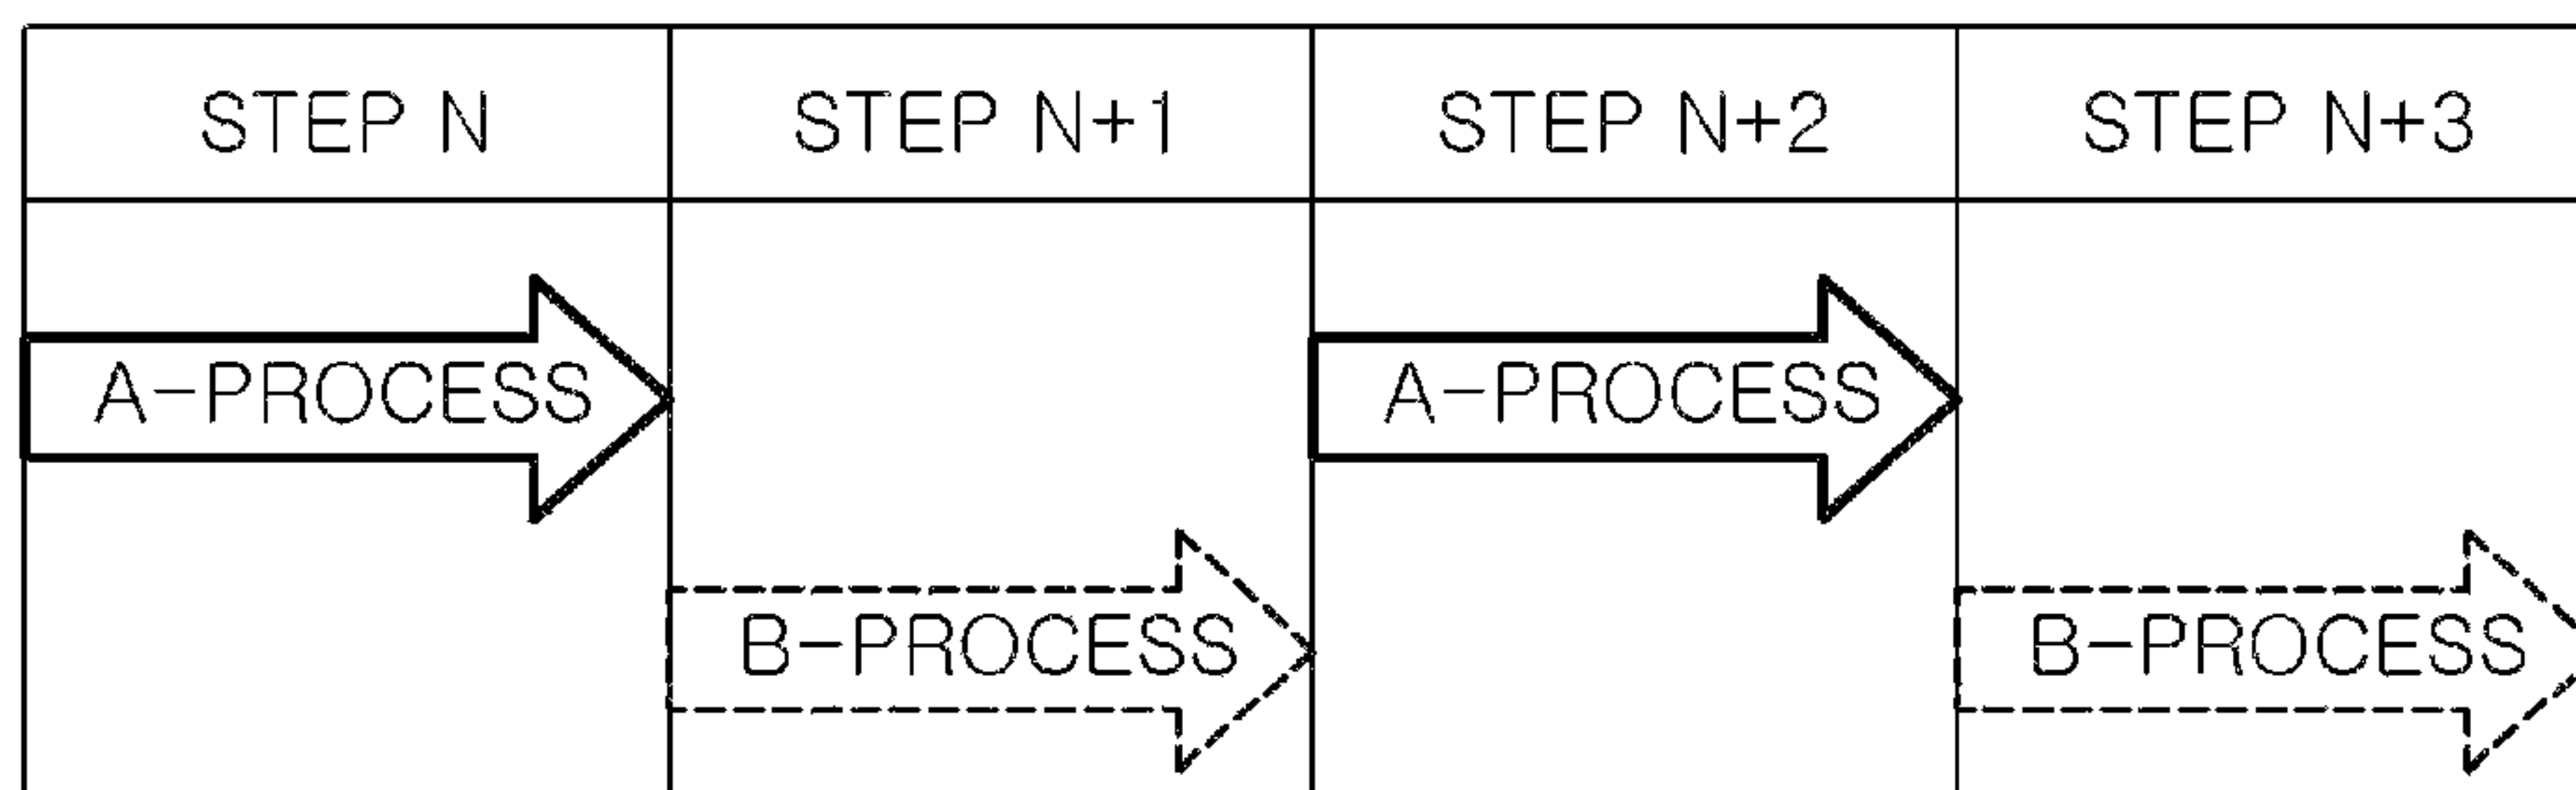 STEP N
STEP N+1
STEP N+2
STEP N+3
A-PROCESS
A-PROCESS
B-PROCESS
B-PROCESS